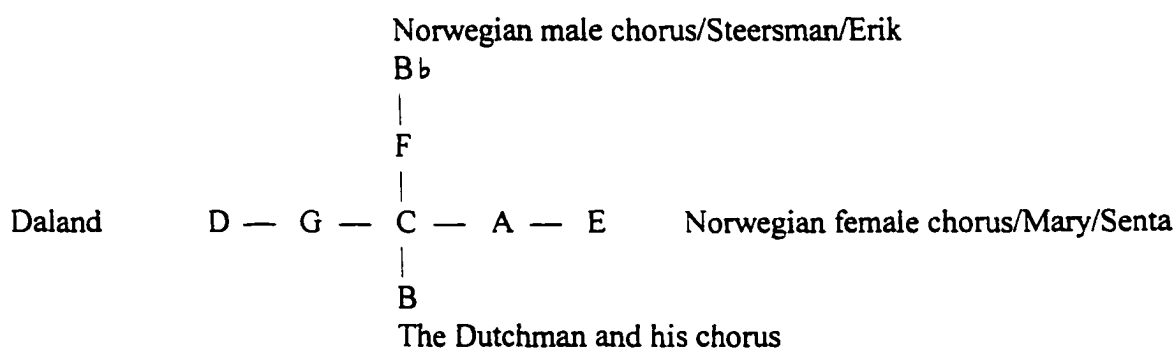 Norwegian male chorus/Steersman/Erik
B♭
F
Daland D — G — C — A — E Norwegian female chorus/Mary/Senta
B
The Dutchman and his chorus